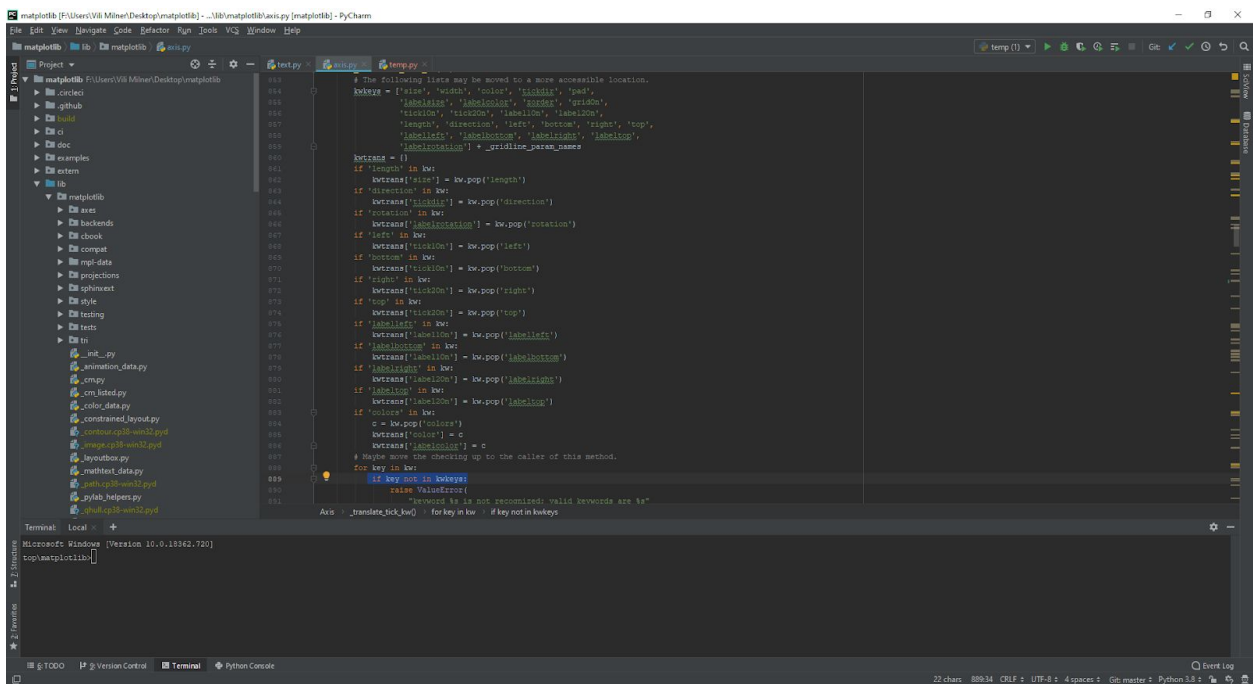 matplotlib [F:\Users\Vili Milner\Desktop\matplotlib] - ...\lib\matplotlib\axis.py [matplotlib] - PyCharm
File Edit View Navigate Code Refactor Run Tools VCS Window Help
matplotlib lib matplotlib axis.py
temp (1) Git:
Project
text.py axis.py temp.py
1: Project
matplotlib F:\Users\Vili Milner\Desktop\matplotlib
.circleci
.github
build
ci
doc
examples
extern
lib
matplotlib
axes
backends
cbook
compat
mpl-data
projections
sphinxext
style
testing
tests
tri
__init__.py
_animation_data.py
_cm.py
_cm_listed.py
_color_data.py
_constrained_layout.py
_contour.cp38-win32.pyd
_image.cp38-win32.pyd
_layoutbox.py
_mathtext_data.py
_path.cp38-win32.pyd
_pylab_helpers.py
_qhull.cp38-win32.pyd
# The following lists may be moved to a more accessible location.
kwkeys = ['size', 'width', 'color', 'tickdir', 'pad',
'labelsize', 'labelcolor', 'zorder', 'gridOn',
'tick1On', 'tick2On', 'label1On', 'label2On',
'length', 'direction', 'left', 'bottom', 'right', 'top',
'labelleft', 'labelbottom', 'labelright', 'labeltop',
'labelrotation'] + _gridline_param_names
kwtrans = {}
if 'length' in kw:
kwtrans['size'] = kw.pop('length')
if 'direction' in kw:
kwtrans['tickdir'] = kw.pop('direction')
if 'rotation' in kw:
kwtrans['labelrotation'] = kw.pop('rotation')
if 'left' in kw:
kwtrans['tick1On'] = kw.pop('left')
if 'bottom' in kw:
kwtrans['tick1On'] = kw.pop('bottom')
if 'right' in kw:
kwtrans['tick2On'] = kw.pop('right')
if 'top' in kw:
kwtrans['tick2On'] = kw.pop('top')
if 'labelleft' in kw:
kwtrans['label1On'] = kw.pop('labelleft')
if 'labelbottom' in kw:
kwtrans['label1On'] = kw.pop('labelbottom')
if 'labelright' in kw:
kwtrans['label2On'] = kw.pop('labelright')
if 'labeltop' in kw:
kwtrans['label2On'] = kw.pop('labeltop')
if 'colors' in kw:
c = kw.pop('colors')
kwtrans['color'] = c
kwtrans['labelcolor'] = c
# Maybe move the checking up to the caller of this method.
for key in kw:
889 if key not in kwkeys:
raise ValueError(
"keyword %s is not recognized; valid keywords are %s"
Axis _translate_tick_kw() for key in kw if key not in kwkeys
SciView
Database
Terminal: Local +
Microsoft Windows [Version 10.0.18362.720]
top\matplotlib>
7: Structure
2: Favorites
6: TODO 9: Version Control Terminal Python Console
Event Log
22 chars 889:34 CRLF UTF-8 4 spaces Git: master Python 3.8